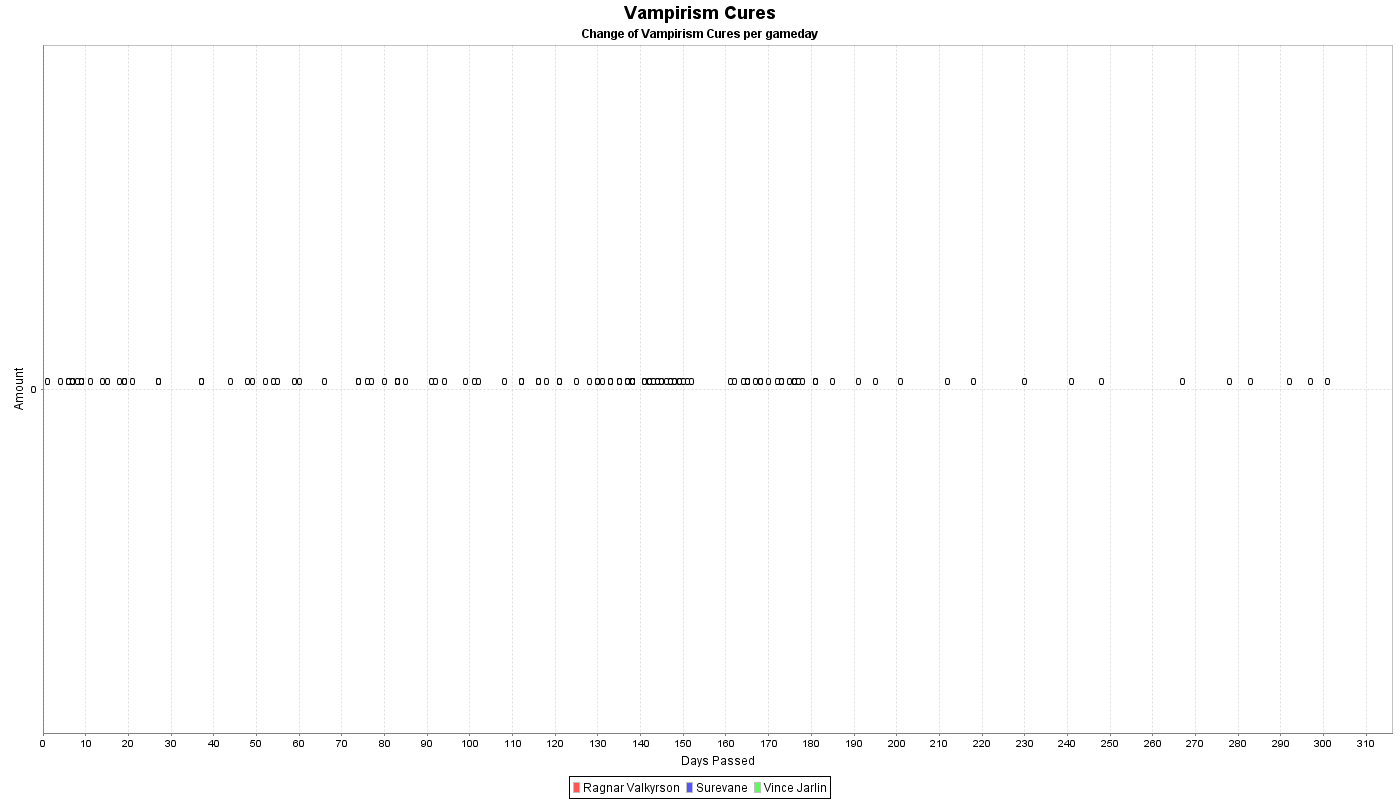 Vampirism Cures
Change of Vampirism Cures per gameday
Amount
0
0 10 20 30 40 50 60 70 80 90 100 110 120 130 140 150 160 170 180 190 200 210 220 230 240 250 260 270 280 290 300 310
Days Passed
Ragnar Valkyrson Surevane Vince Jarlin